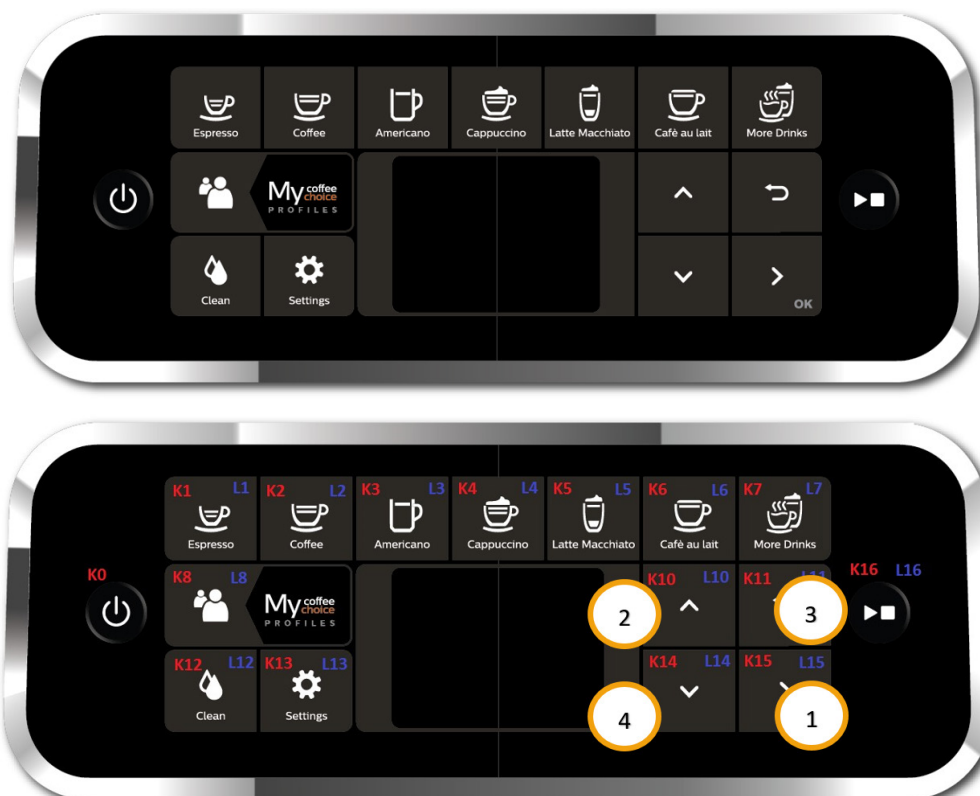 Espresso Coffee Americano Cappuccino Latte Macchiato Cafè au lait More Drinks
My coffee choice
PROFILES
Clean Settings
OK
K1 L1 K2 L2 K3 L3 K4 L4 K5 L5 K6 L6 K7 L7
Espresso Coffee Americano Cappuccino Latte Macchiato Cafè au lait More Drinks
K0 K8 L8 K10 L10 K11 L11 K16 L16
My coffee choice
PROFILES
2 3
K12 L12 K13 L13 K14 L14 K15 L15
Clean Settings
4 1